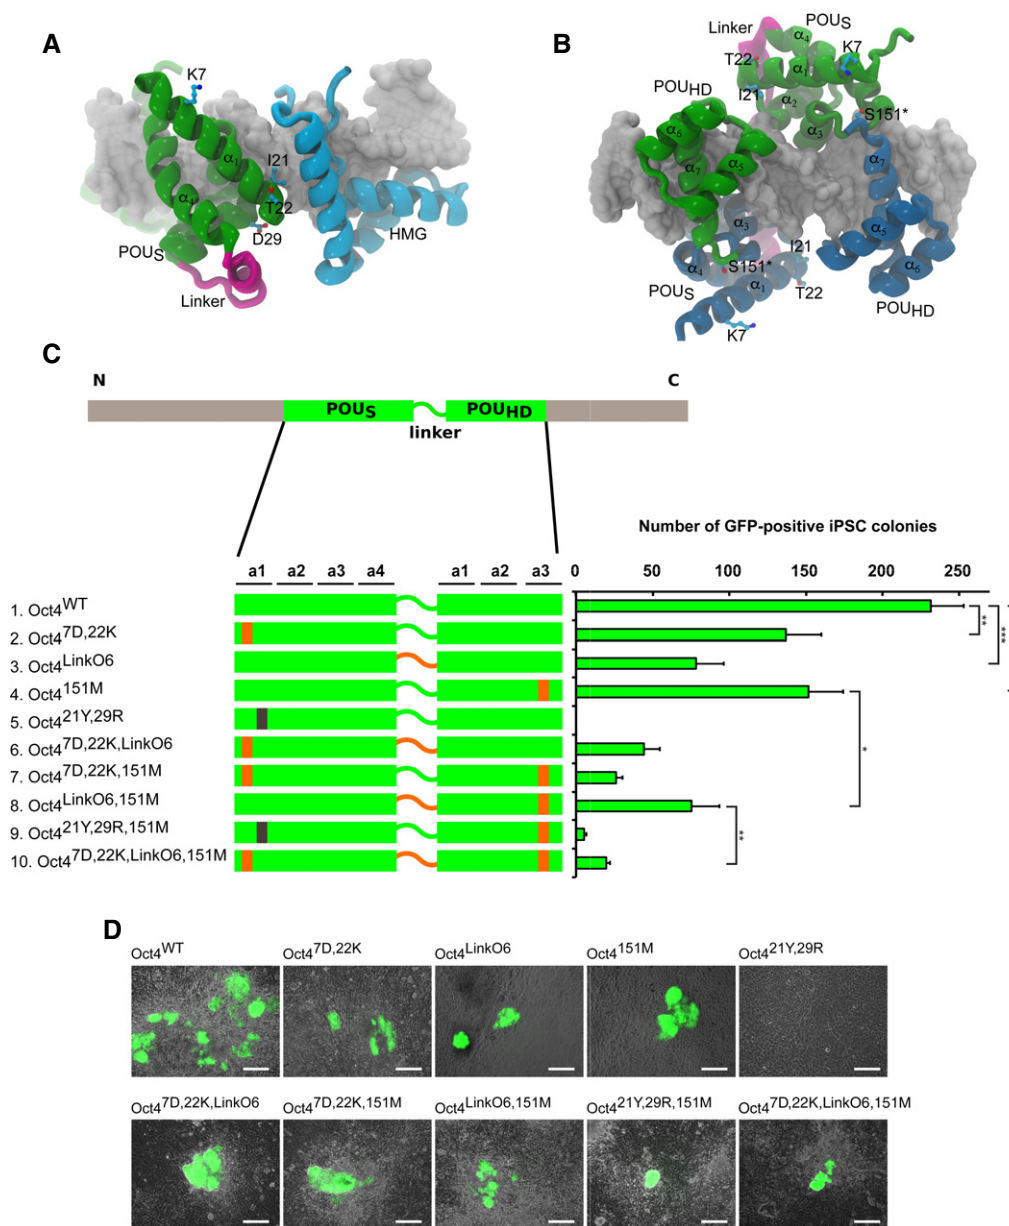 A
K7
α1
I21
α4
T22
D29
HMG
POUS
Linker
B
Linker
POUS
α4
T22
K7
α1
POUHD
I21
α2
S151*
α6
α3
α7
α5
α7
α3
I21
α5
S151*
α4
α1
α6
T22
POUS
POUHD
K7
C
N
C
POUS
POUHD
linker
Number of GFP-positive iPSC colonies
a1 a2 a3 a4 a1 a2 a3
0 50 100 150 200 250
1. Oct4WT
2. Oct47D,22K
3. Oct4LinkO6
4. Oct4151M
5. Oct421Y,29R
6. Oct47D,22K,LinkO6
7. Oct47D,22K,151M
8. Oct4LinkO6,151M
9. Oct421Y,29R,151M
10. Oct47D,22K,LinkO6,151M
**
***
***
*
**
D
Oct4WT Oct47D,22K Oct4LinkO6 Oct4151M Oct421Y,29R
Oct47D,22K,LinkO6 Oct47D,22K,151M Oct4LinkO6,151M Oct421Y,29R,151M Oct47D,22K,LinkO6,151M